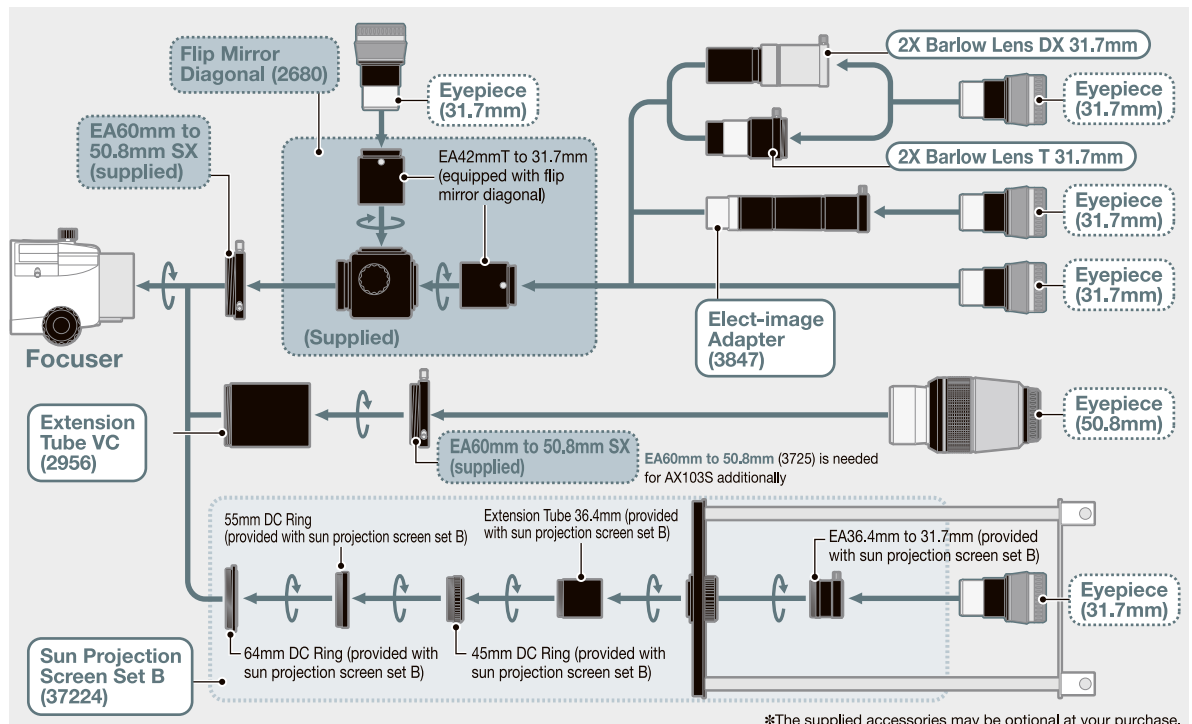 Flip Mirror
Diagonal (2680)
Eyepiece
(31.7mm)
EA60mm to
50.8mm SX
(supplied)
EA42mmT to 31.7mm
(equipped with flip
mirror diagonal)
2X Barlow Lens DX 31.7mm
Eyepiece
(31.7mm)
2X Barlow Lens T 31.7mm
Eyepiece
(31.7mm)
Eyepiece
(31.7mm)
(Supplied)
Elect-image
Adapter
(3847)
Focuser
Extension
Tube VC
(2956)
EA60mm to 50.8mm SX
(supplied)
EA60mm to 50.8mm (3725) is needed
for AX103S additionally
Eyepiece
(50.8mm)
55mm DC Ring
(provided with sun projection screen set B)
Extension Tube 36.4mm (provided
with sun projection screen set B)
EA36.4mm to 31.7mm (provided
with sun projection screen set B)
Eyepiece
(31.7mm)
64mm DC Ring (provided with
sun projection screen set B)
45mm DC Ring (provided with
sun projection screen set B)
Sun Projection
Screen Set B
(37224)
✽The supplied accessories may be optional at your purchase.